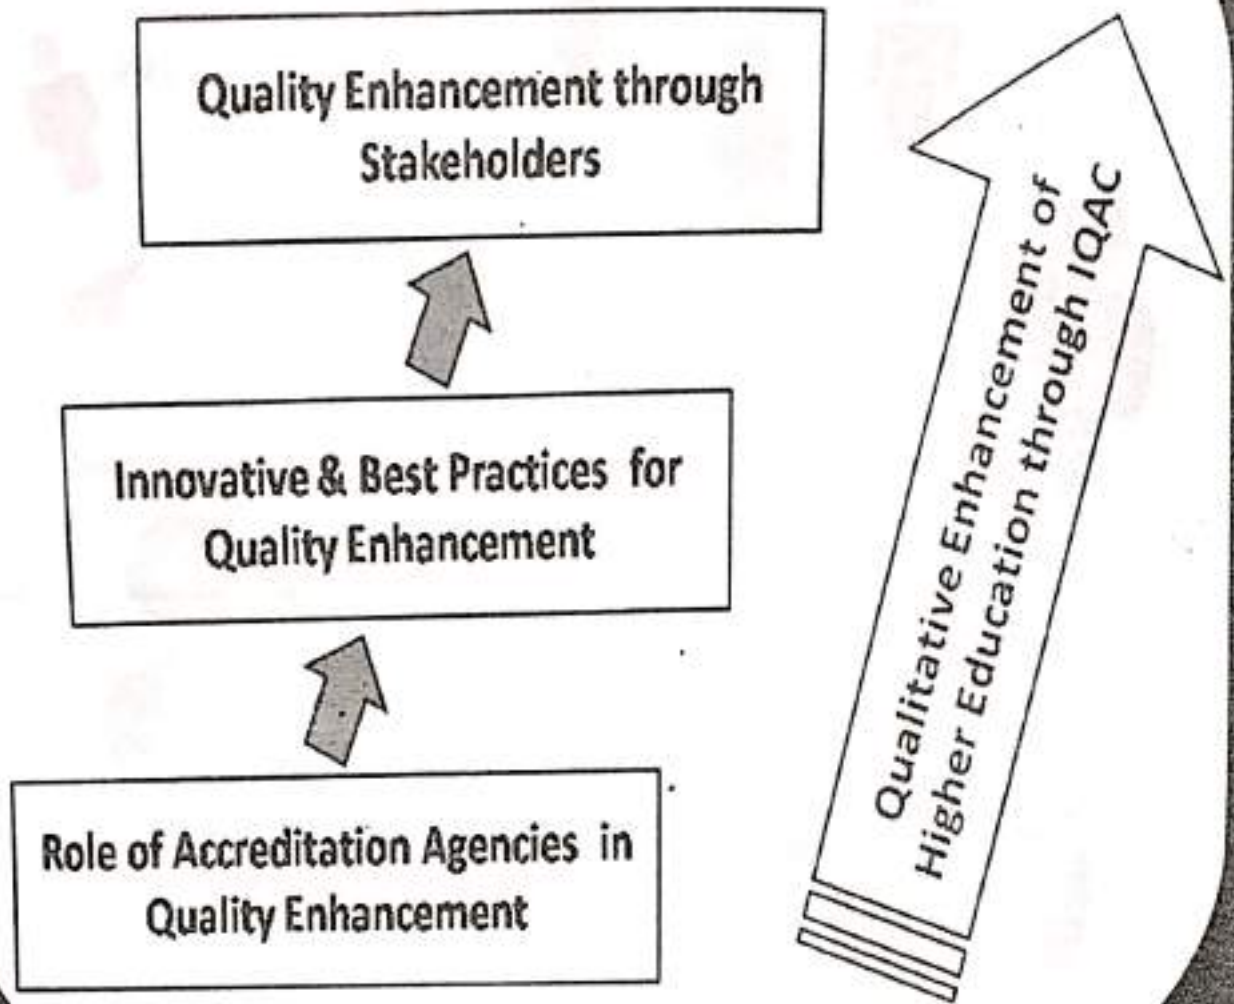 Quality Enhancement through
Stakeholders
Innovative & Best Practices for
Quality Enhancement
Role of Accreditation Agencies in
Quality Enhancement
Qualitative Enhancement of
Higher Education through IQAC